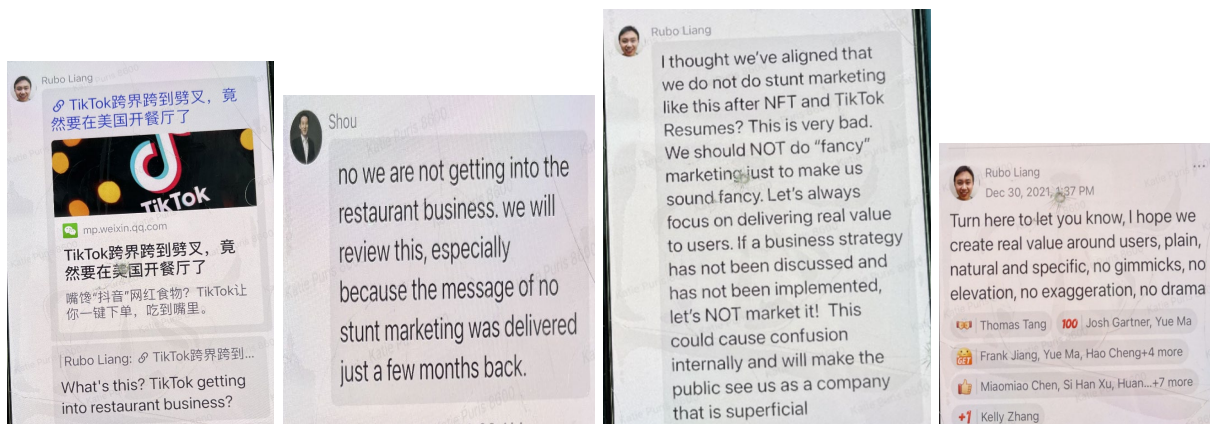 Rubo Liang
TikTok跨界跨到劈叉，竟
然要在美国开餐厅了
TikTok
mp.weixin.qq.com
TikTok跨界跨到劈叉，竟
然要在美国开餐厅了
嘴馋“抖音”网红食物？TikTok让
你一键下单，吃到嘴里。
Rubo Liang: TikTok跨界跨到...
What's this? TikTok getting
into restaurant business?
Shou
no we are not getting into the
restaurant business. we will
review this, especially
because the message of no
stunt marketing was delivered
just a few months back.
Rubo Liang
I thought we’ve aligned that
we do not do stunt marketing
like this after NFT and TikTok
Resumes? This is very bad.
We should NOT do “fancy”
marketing just to make us
sound fancy. Let’s always
focus on delivering real value
to users. If a business strategy
has not been discussed and
has not been implemented,
let’s NOT market it! This
could cause confusion
internally and will make the
public see us as a company
that is superficial
Rubo Liang
Dec 30, 2021, 1:37 PM
Turn here to let you know, I hope we
create real value around users, plain,
natural and specific, no gimmicks, no
elevation, no exaggeration, no drama
Thomas Tang 100 Josh Gartner, Yue Ma
GET Frank Jiang, Yue Ma, Hao Cheng+4 more
Miaomiao Chen, Si Han Xu, Huan...+7 more
+1 Kelly Zhang